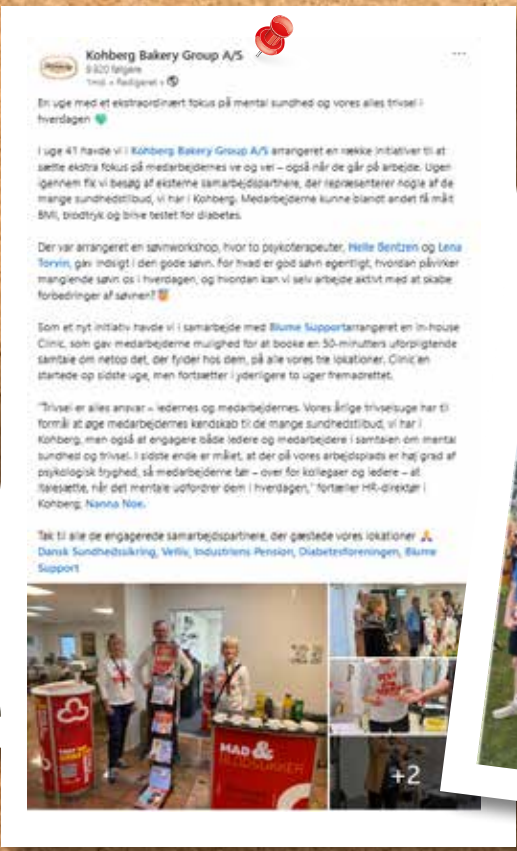 Kohberg Bakery Group A/S
9.920 følgere
1md. • Redigeret •
En uge med et ekstraordinært fokus på mental sundhed og vores alles trivsel i
hverdagen
I uge 41 havde vi i Kohberg Bakery Group A/S arrangeret en række initiativer til at
sætte ekstra fokus på medarbejdernes ve og vel – også når de går på arbejde. Ugen
igennem fik vi besøg af eksterne samarbejdspartnere, der repræsenterer nogle af de
mange sundhedstilbud, vi har i Kohberg. Medarbejderne kunne blandt andet få målt
BMI, blodtryk og blive testet for diabetes.
Der var arrangeret en søvnworkshop, hvor to psykoterapeuter, Helle Bentzen og Lena
Torvin, gav indsigt i den gode søvn. For hvad er god søvn egentligt, hvordan påvirker
manglende søvn os i hverdagen, og hvordan kan vi selv arbejde aktivt med at skabe
forbedringer af søvnen?
Som et nyt initiativ havde vi i samarbejde med Blume Supportarrangeret en in-house
Clinic, som gav medarbejderne mulighed for at booke en 50-minutters uforpligtende
samtale om netop det, der fylder hos dem, på alle vores tre lokationer. Clinic'en
startede op sidste uge, men fortsætter i yderligere to uger fremadrettet.
"Trivsel er alles ansvar – ledernes og medarbejdernes. Vores årlige trivselsuge har til
formål at øge medarbejdernes kendskab til de mange sundhedstilbud, vi har i
Kohberg, men også at engagere både ledere og medarbejdere i samtalen om mental
sundhed og trivsel. I sidste ende er målet, at der på vores arbejdsplads er høj grad af
psykologisk tryghed, så medarbejderne tør – over for kollegaer og ledere – at
italesætte, når det mentale udfordrer dem i hverdagen," fortæller HR-direktør i
Kohberg, Nanna Noe.
Tak til alle de engagerede samarbejdspartnere, der gæstede vores lokationer
Dansk Sundhedssikring, Velliv, Industriens Pension, Diabetesforeningen, Blume
Support
MAD &
BLODSUKKER
+2